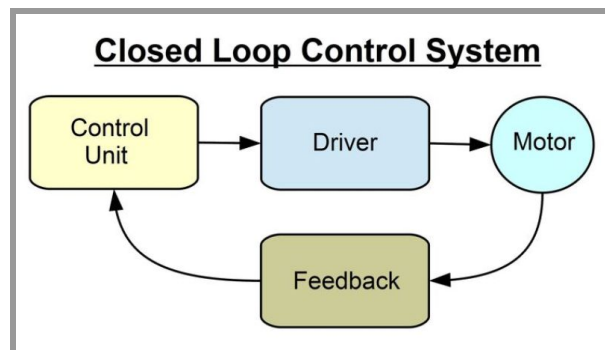 Closed Loop Control System
Control
Unit
Driver
Motor
Feedback